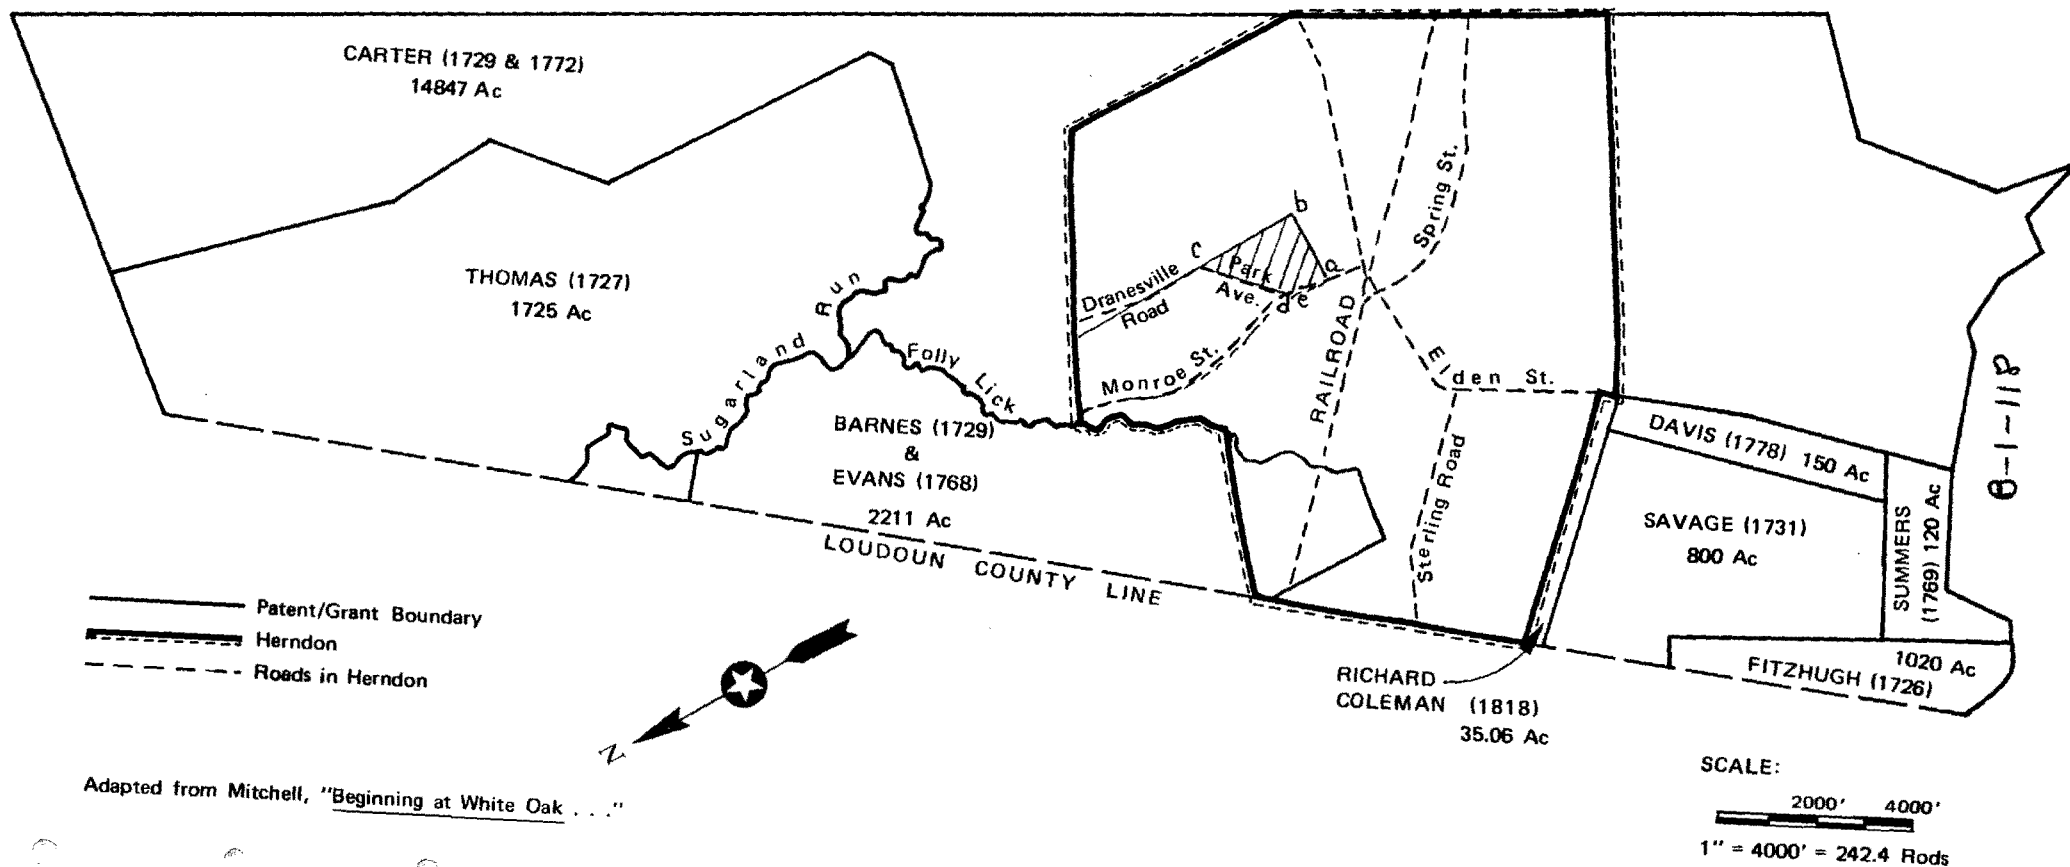 CARTER (1729 & 1772)
14847 Ac
THOMAS (1727)
1725 Ac
Sugarland Run
Folly Lick
BARNES (1729)
&
EVANS (1768)
2211 Ac
LOUDOUN COUNTY LINE
Dranesville
Road
Park
Ave.
a
b
c
d
e
Monroe St.
RAILROAD
Spring St.
Elden St.
Sterling Road
DAVIS (1778) 150 Ac
SAVAGE (1731)
800 Ac
SUMMERS
(1769) 120 Ac
1020 Ac
FITZHUGH (1726)
RICHARD
COLEMAN (1818)
35.06 Ac
B-1-118
Patent/Grant Boundary
Herndon
Roads in Herndon
N
Adapted from Mitchell, "Beginning at White Oak . . ."
SCALE:
2000' 4000'
1" = 4000' = 242.4 Rods